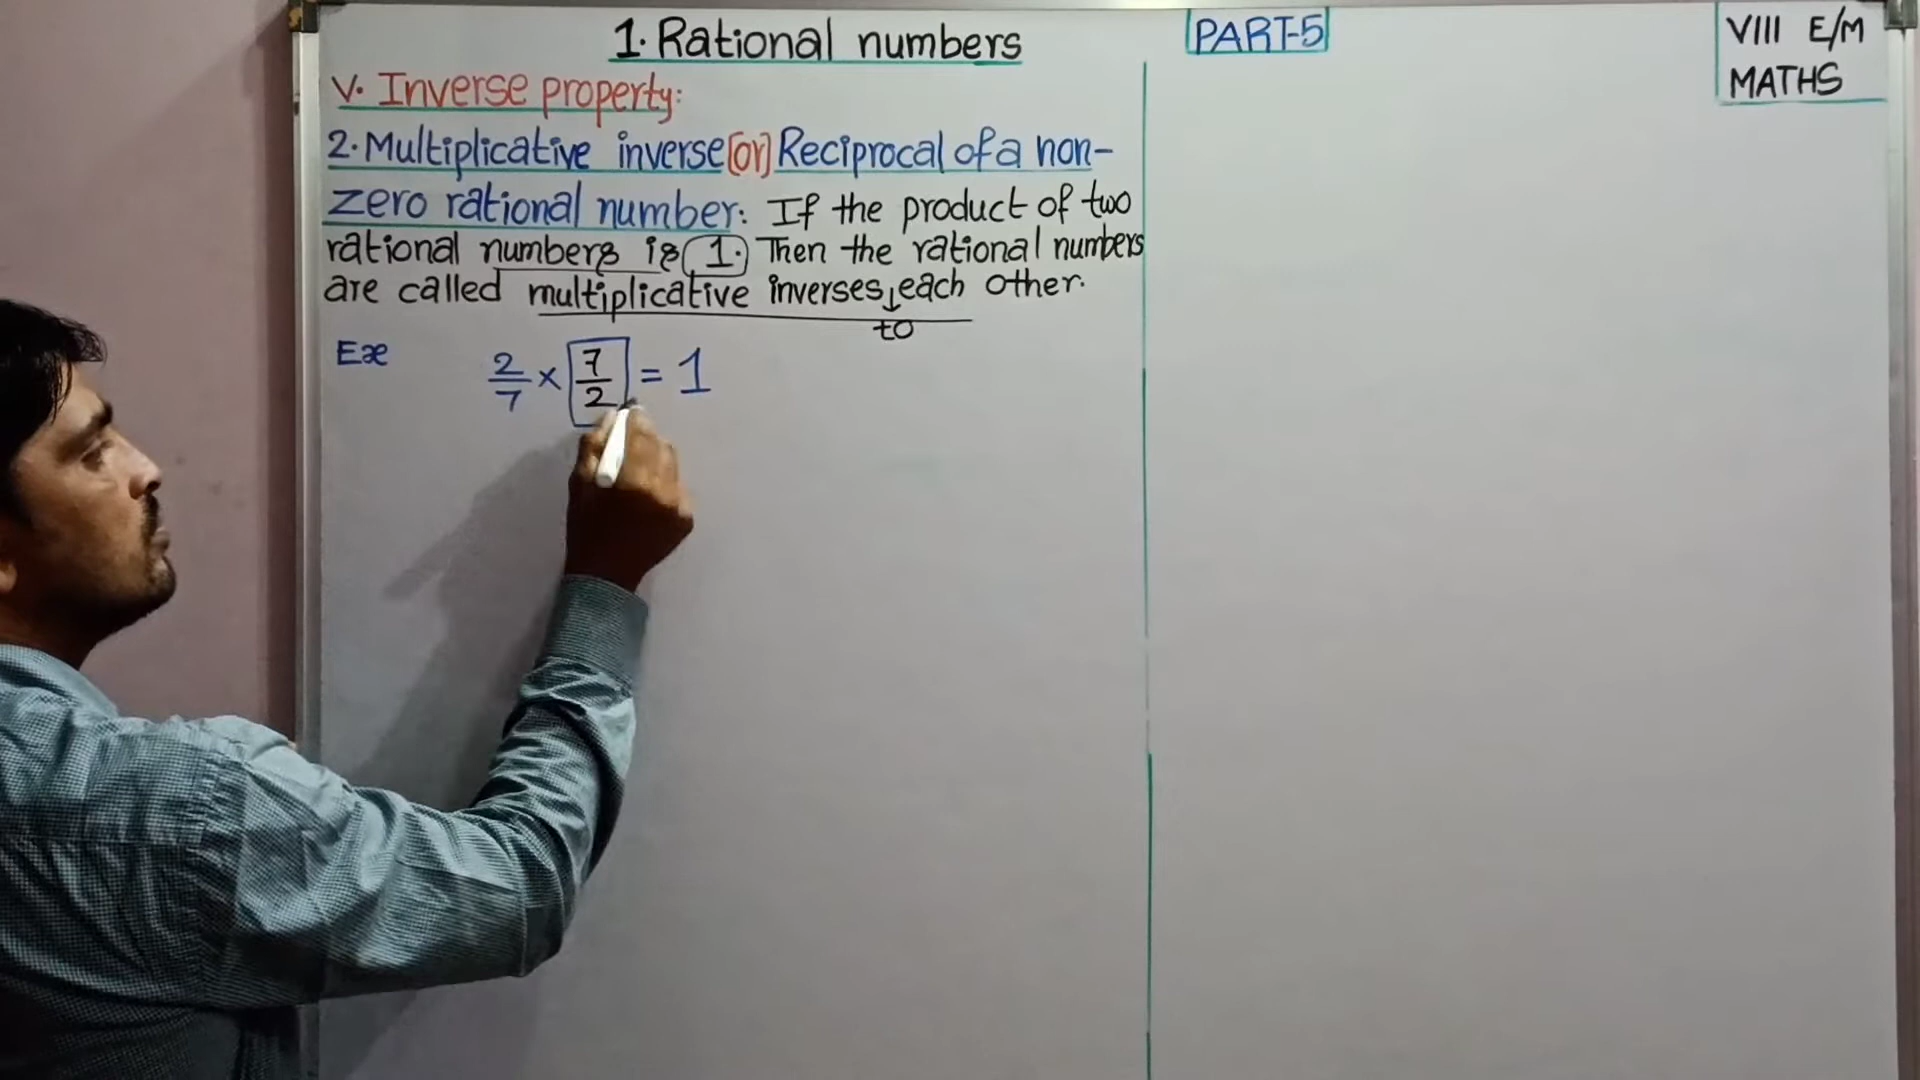 1. Rational numbers
PART-5
VIII E/M
MATHS
V. Inverse property:
2. Multiplicative inverse [or] Reciprocal of a non-
zero rational number: If the product of two
rational numbers is 1. Then the rational numbers
are called multiplicative inverses each other.
to
Ex 2/7 × 7/2 = 1